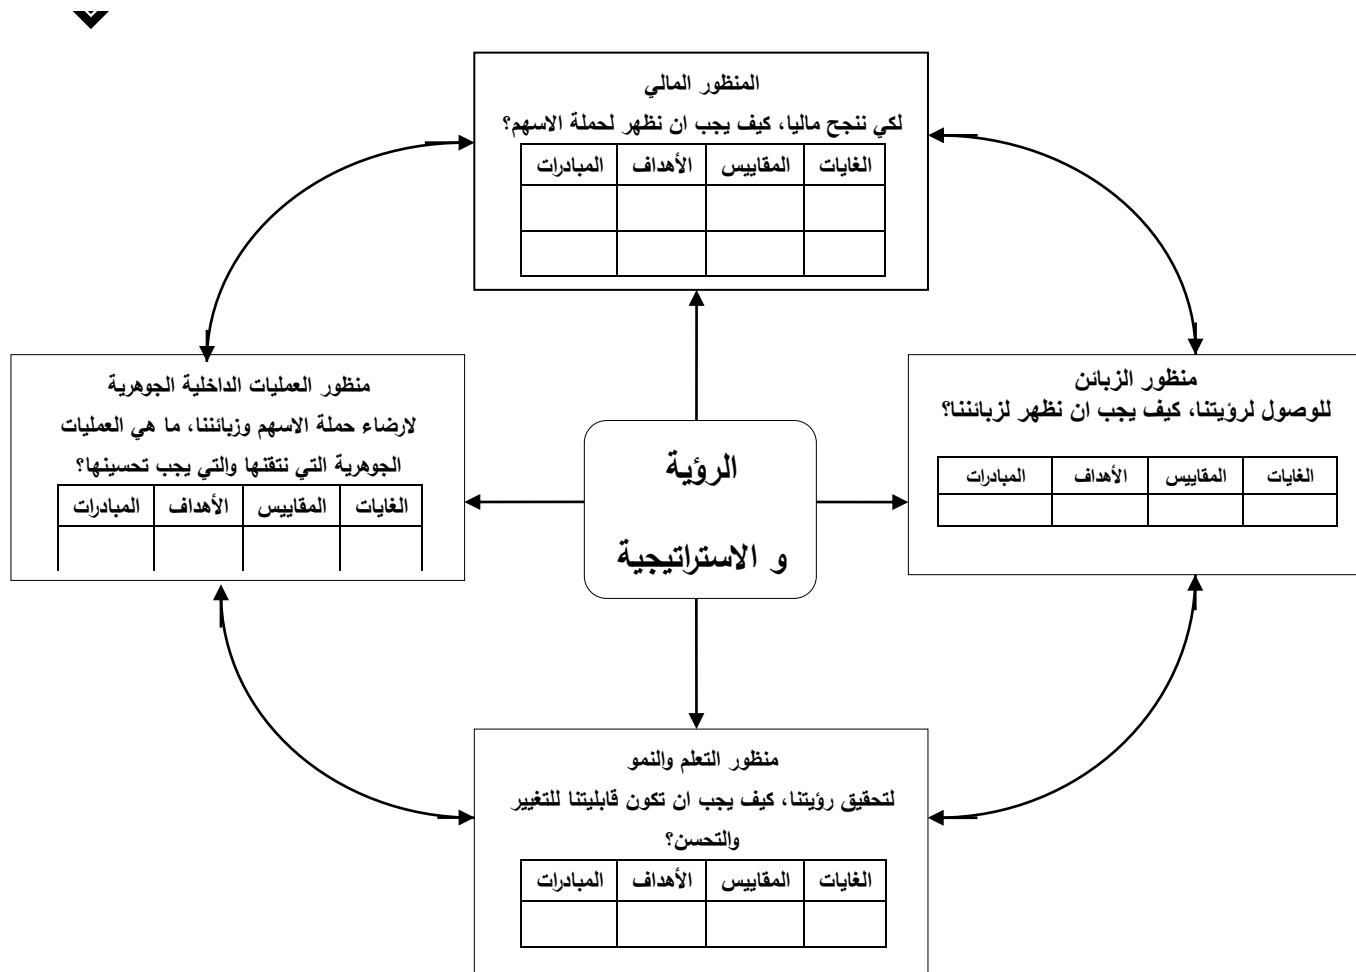 المنظور المالي
لكي ننجح ماليا، كيف يجب ان نظهر لحملة الاسهم؟
الغايات المقاييس الأهداف المبادرات
منظور الزبائن
للوصول لرؤيتنا، كيف يجب ان نظهر لزبائننا؟
الغايات المقاييس الأهداف المبادرات
الرؤية
و الاستراتيجية
منظور العمليات الداخلية الجوهرية
لارضاء حملة الاسهم وزبائننا، ما هي العمليات
الجوهرية التي نتقنها والتي يجب تحسينها؟
الغايات المقاييس الأهداف المبادرات
منظور التعلم والنمو
لتحقيق رؤيتنا، كيف يجب ان تكون قابليتنا للتغيير
والتحسن؟
الغايات المقاييس الأهداف المبادرات